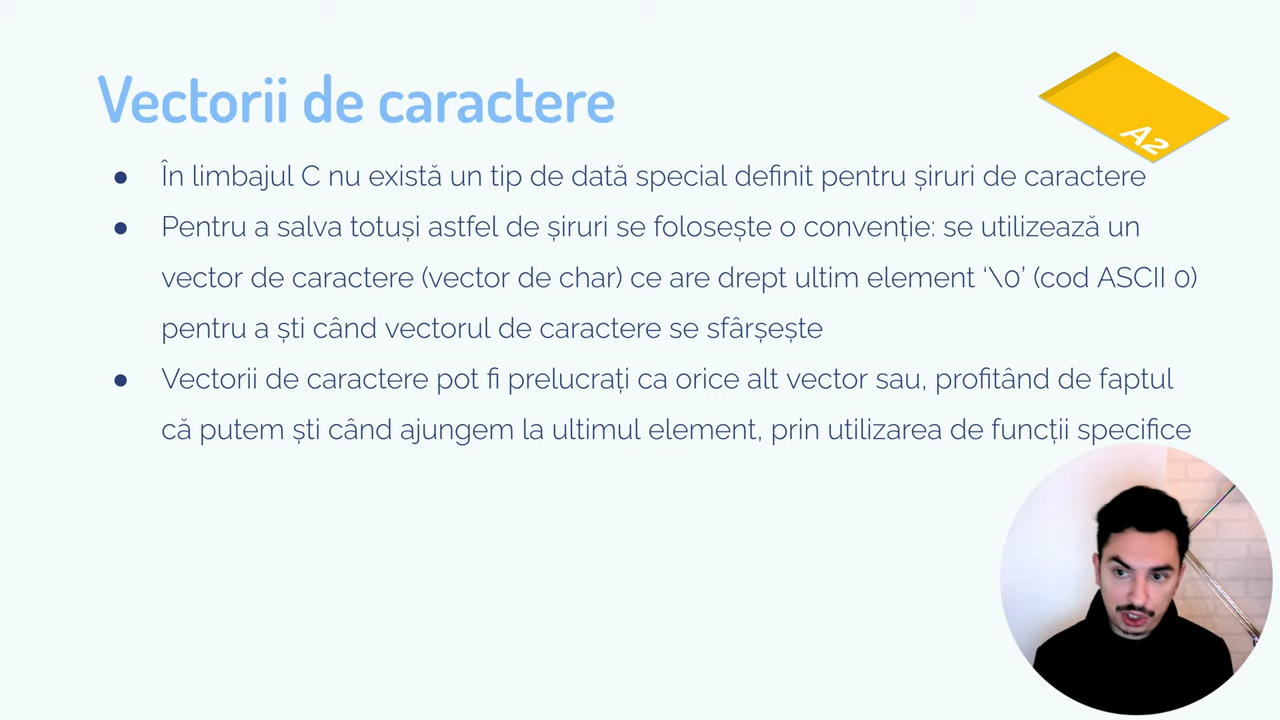 Vectorii de caractere
A2
● În limbajul C nu există un tip de dată special definit pentru șiruri de caractere
● Pentru a salva totuși astfel de șiruri se folosește o convenție: se utilizează un
vector de caractere (vector de char) ce are drept ultim element ‘\0’ (cod ASCII 0)
pentru a ști când vectorul de caractere se sfârșește
● Vectorii de caractere pot fi prelucrați ca orice alt vector sau, profitând de faptul
că putem ști când ajungem la ultimul element, prin utilizarea de funcții specifice